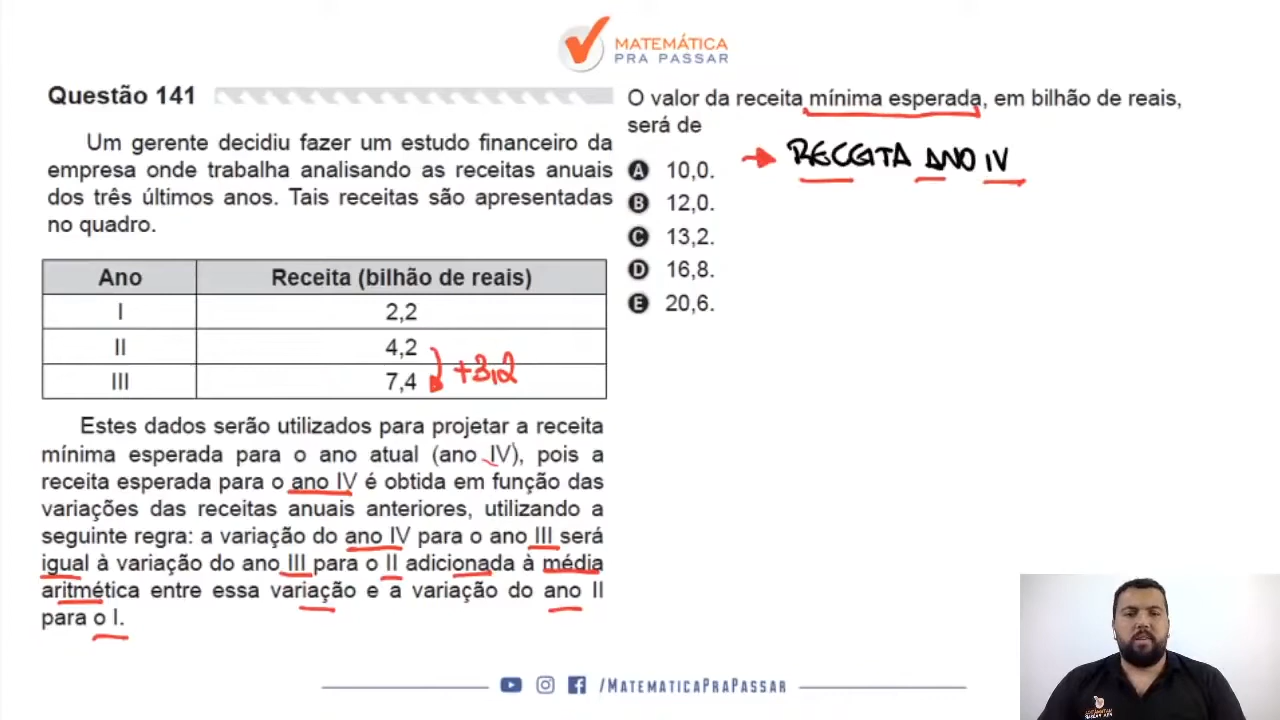 MATEMÁTICA
PRA PASSAR
Questão 141
Um gerente decidiu fazer um estudo financeiro da
empresa onde trabalha analisando as receitas anuais
dos três últimos anos. Tais receitas são apresentadas
no quadro.
Ano Receita (bilhão de reais)
I 2,2
II 4,2
III 7,4
+3,2
Estes dados serão utilizados para projetar a receita
mínima esperada para o ano atual (ano IV), pois a
receita esperada para o ano IV é obtida em função das
variações das receitas anuais anteriores, utilizando a
seguinte regra: a variação do ano IV para o ano III será
igual à variação do ano III para o II adicionada à média
aritmética entre essa variação e a variação do ano II
para o I.
O valor da receita mínima esperada, em bilhão de reais,
será de
A 10,0.
B 12,0.
C 13,2.
D 16,8.
E 20,6.
RECEITA ANO IV
/MATEMATICAPRAPASSAR